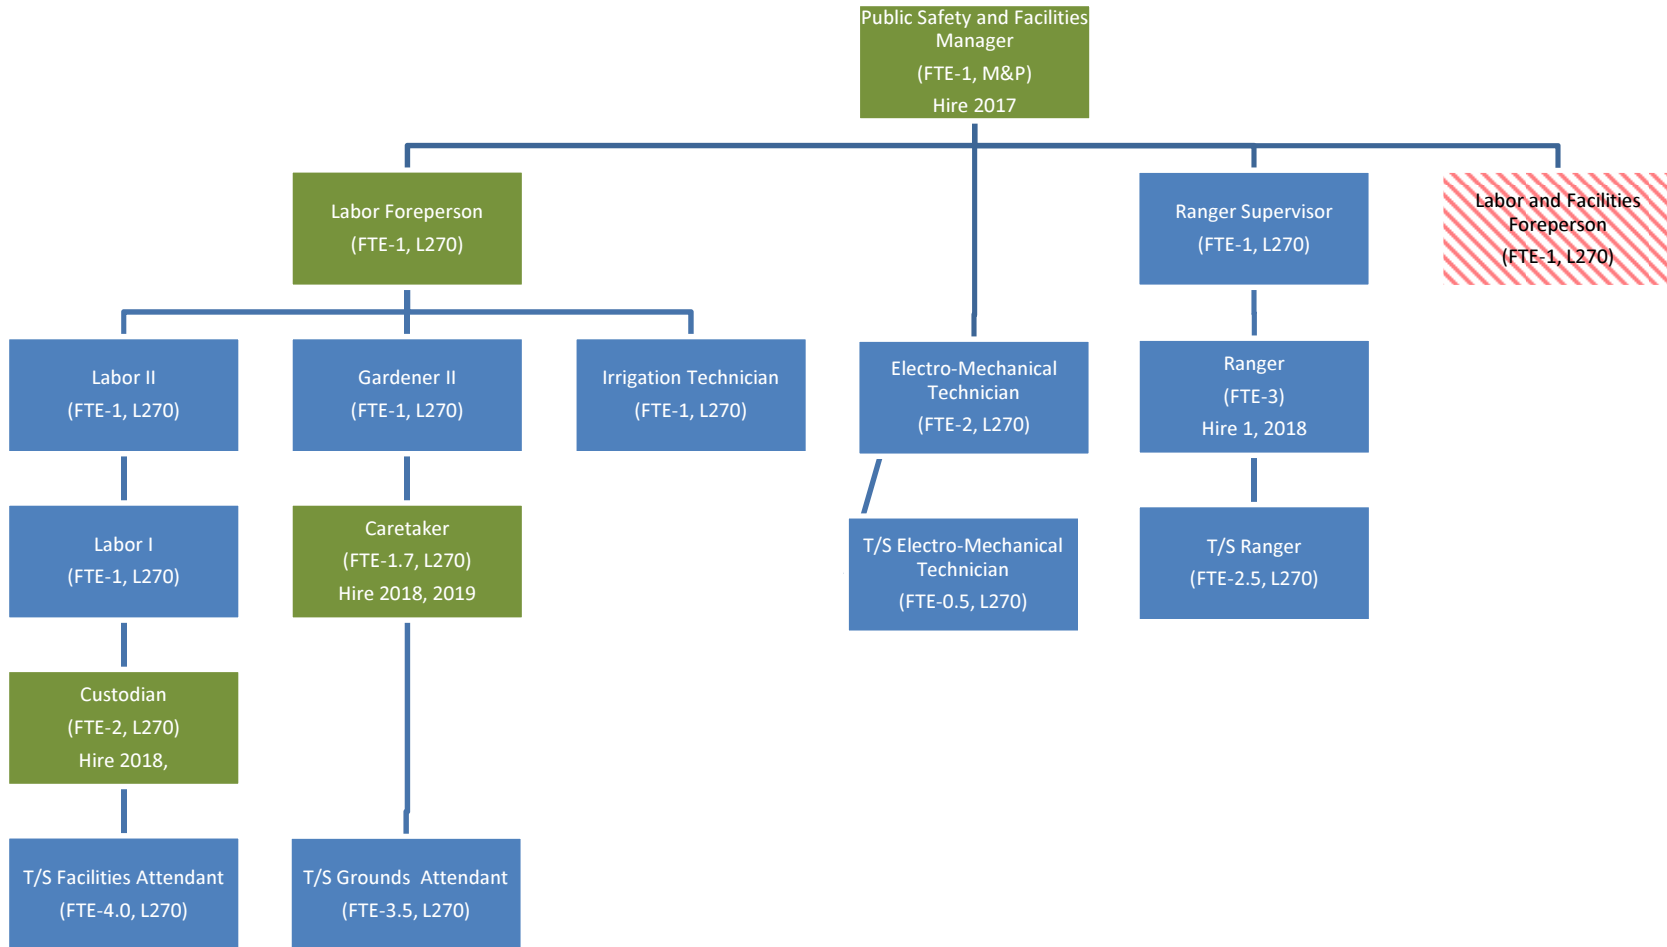 Public Safety and Facilities
Manager
(FTE-1, M&P)
Hire 2017
Labor Foreperson
(FTE-1, L270)
Ranger Supervisor
(FTE-1, L270)
Labor and Facilities
Foreperson
(FTE-1, L270)
Labor II
(FTE-1, L270)
Gardener II
(FTE-1, L270)
Irrigation Technician
(FTE-1, L270)
Electro-Mechanical
Technician
(FTE-2, L270)
Ranger
(FTE-3)
Hire 1, 2018
Labor I
(FTE-1, L270)
Caretaker
(FTE-1.7, L270)
Hire 2018, 2019
T/S Electro-Mechanical
Technician
(FTE-0.5, L270)
T/S Ranger
(FTE-2.5, L270)
Custodian
(FTE-2, L270)
Hire 2018,
T/S Facilities Attendant
(FTE-4.0, L270)
T/S Grounds  Attendant
(FTE-3.5, L270)